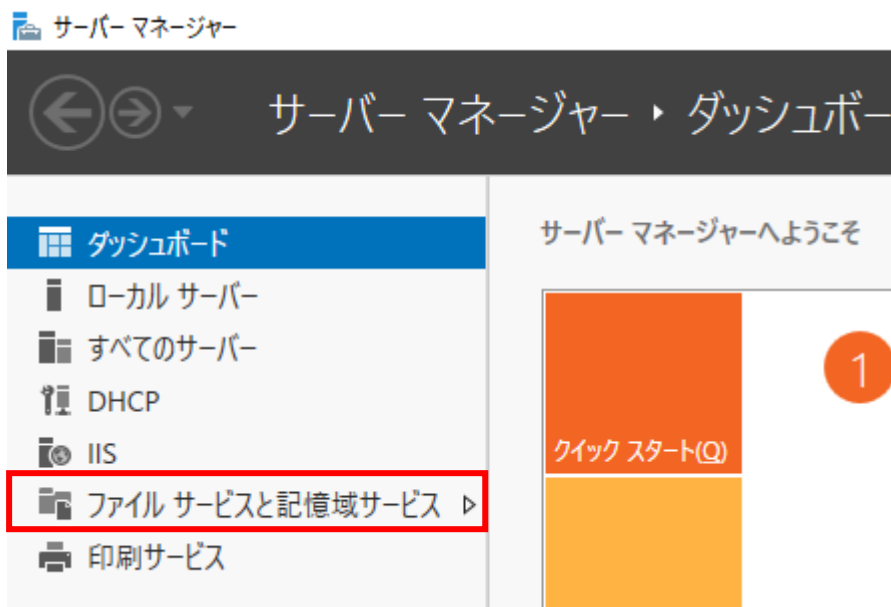 サーバー マネージャー
サーバー マネージャー ダッシュボー
ダッシュボード
ローカル サーバー
すべてのサーバー
DHCP
IIS
ファイル サービスと記憶域サービス
印刷サービス
サーバー マネージャーへようこそ
1
クイック スタート(Q)